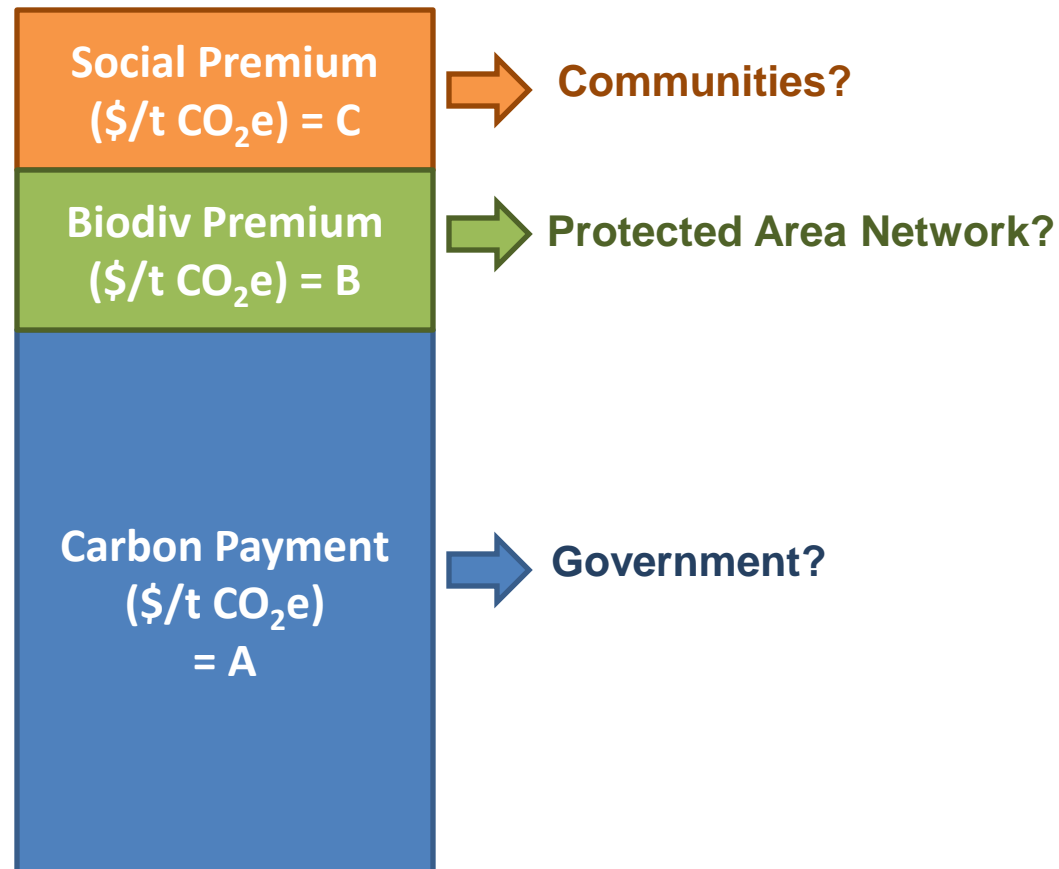 Social Premium
($/t CO₂e) = C
Communities?
Biodiv Premium
($/t CO₂e) = B
Protected Area Network?
Carbon Payment
($/t CO₂e)
= A
Government?